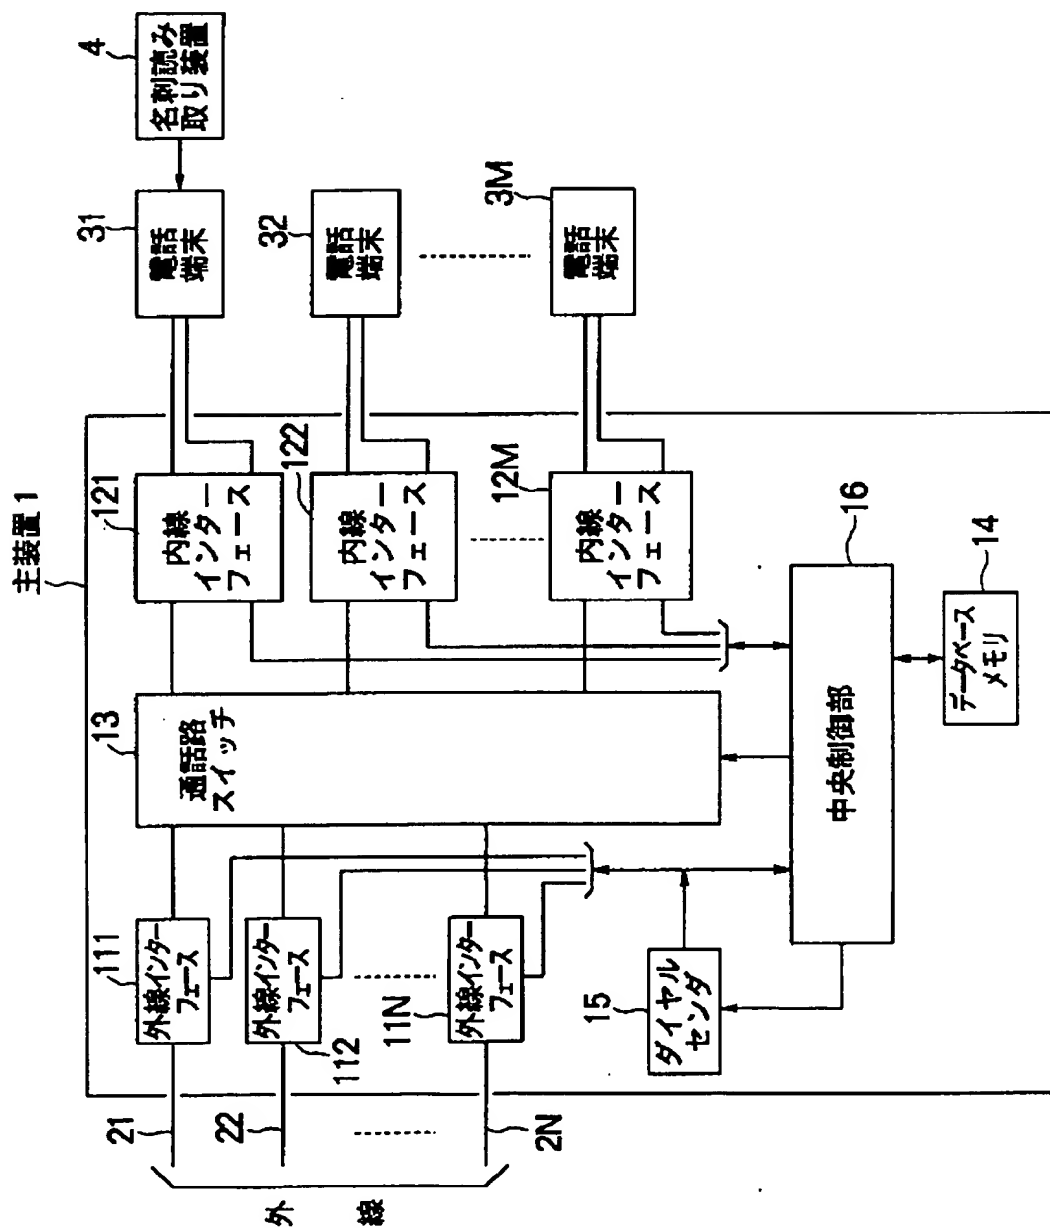 主装置1
外線
21
22
2N
111
外線インター
フェース
112
外線インター
フェース
11N
外線インター
フェース
13
通話路
スイッチ
121
内線
インター
フェース
122
内線
インター
フェース
12M
内線
インター
フェース
31
電話
端末
32
電話
端末
3M
電話
端末
4
名刺読み
取り装置
15
ダイヤル
センダ
16
中央制御部
14
データベース
メモリ